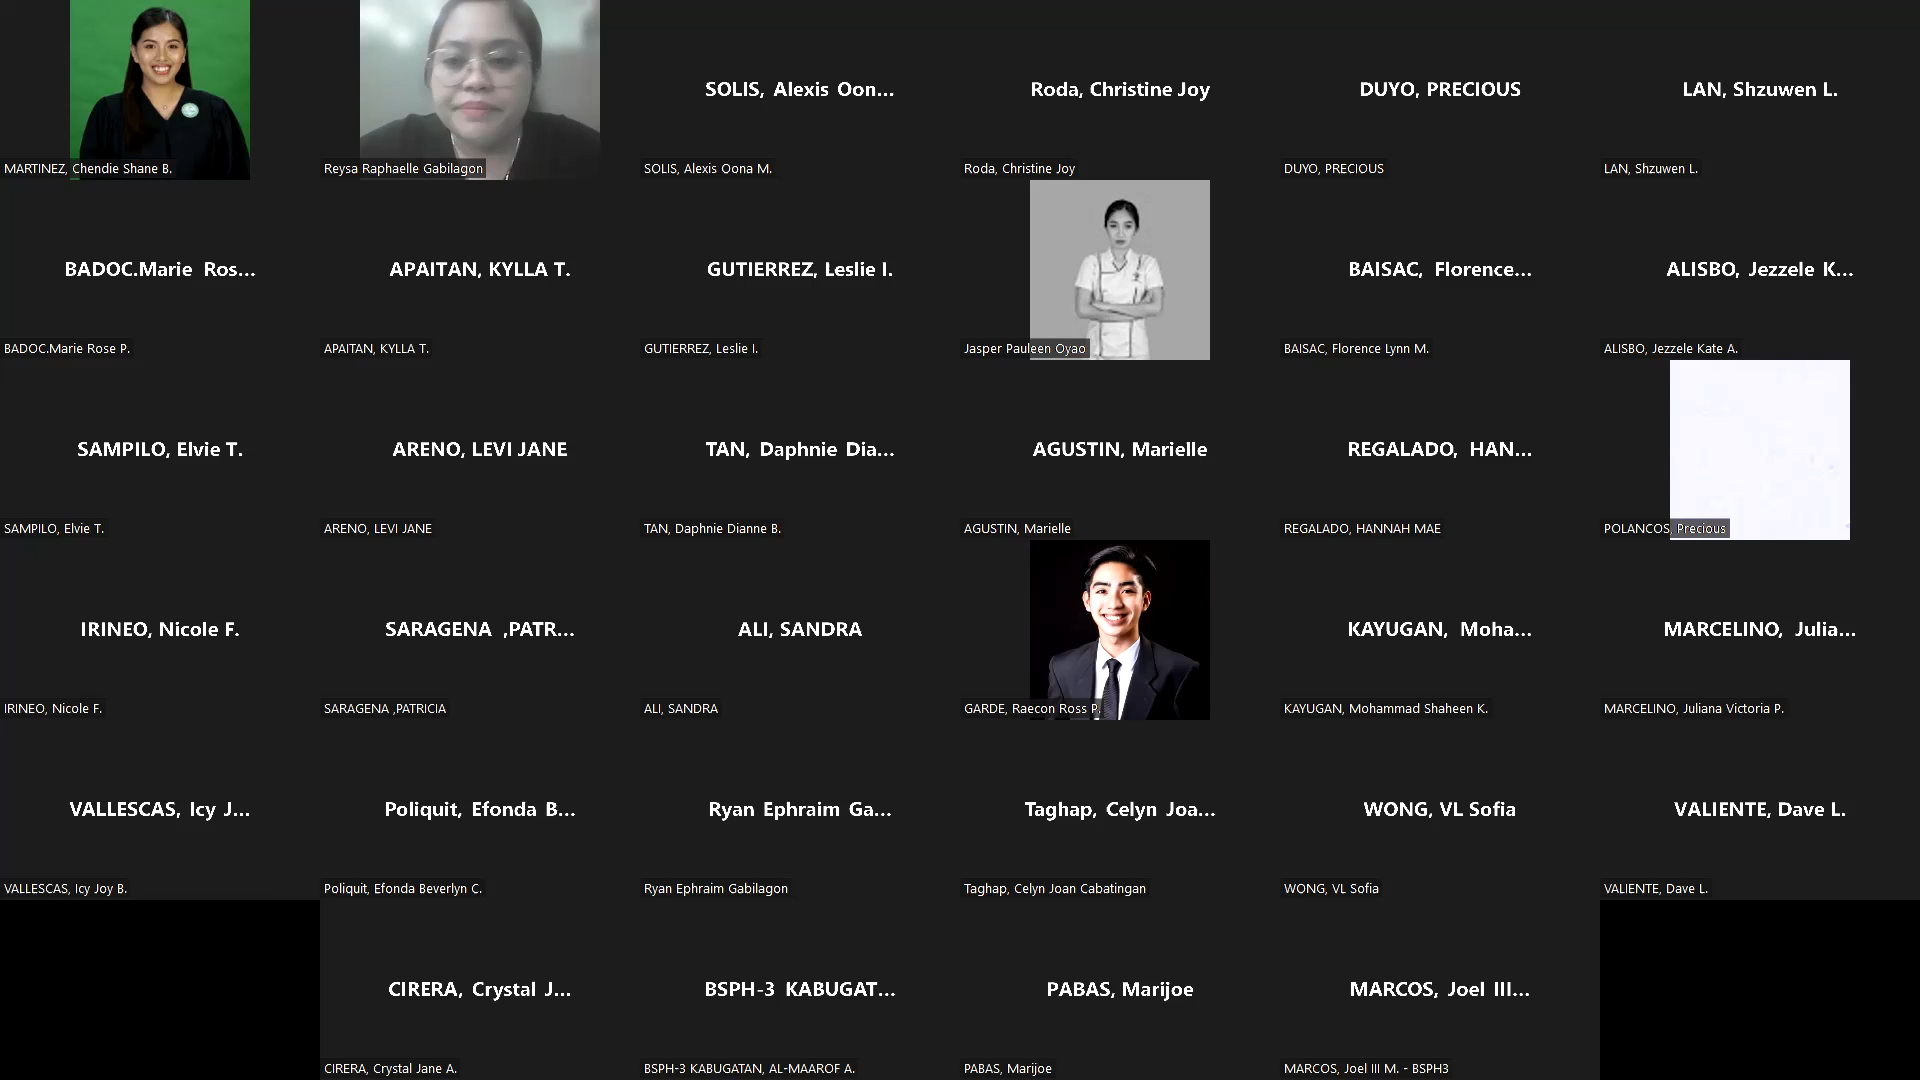 SOLIS, Alexis Oon...
Roda, Christine Joy
DUYO, PRECIOUS
LAN, Shzuwen L.
MARTINEZ, Chendie Shane B.
Reysa Raphaelle Gabilagon
SOLIS, Alexis Oona M.
Roda, Christine Joy
DUYO, PRECIOUS
LAN, Shzuwen L.
BADOC.Marie Ros...
APAITAN, KYLLA T.
GUTIERREZ, Leslie I.
BAISAC, Florence...
ALISBO, Jezzele K...
BADOC.Marie Rose P.
APAITAN, KYLLA T.
GUTIERREZ, Leslie I.
Jasper Pauleen Oyao
BAISAC, Florence Lynn M.
ALISBO, Jezzele Kate A.
SAMPILO, Elvie T.
ARENO, LEVI JANE
TAN, Daphnie Dia...
AGUSTIN, Marielle
REGALADO, HAN...
SAMPILO, Elvie T.
ARENO, LEVI JANE
TAN, Daphnie Dianne B.
AGUSTIN, Marielle
REGALADO, HANNAH MAE
POLANCOS, Precious
IRINEO, Nicole F.
SARAGENA ,PATR...
ALI, SANDRA
KAYUGAN, Moha...
MARCELINO, Julia...
IRINEO, Nicole F.
SARAGENA ,PATRICIA
ALI, SANDRA
GARDE, Raecon Ross P.
KAYUGAN, Mohammad Shaheen K.
MARCELINO, Juliana Victoria P.
VALLESCAS, Icy J...
Poliquit, Efonda B...
Ryan Ephraim Ga...
Taghap, Celyn Joa...
WONG, VL Sofia
VALIENTE, Dave L.
VALLESCAS, Icy Joy B.
Poliquit, Efonda Beverlyn C.
Ryan Ephraim Gabilagon
Taghap, Celyn Joan Cabatingan
WONG, VL Sofia
VALIENTE, Dave L.
CIRERA, Crystal J...
BSPH-3 KABUGAT...
PABAS, Marijoe
MARCOS, Joel III...
CIRERA, Crystal Jane A.
BSPH-3 KABUGATAN, AL-MAAROF A.
PABAS, Marijoe
MARCOS, Joel III M. - BSPH3